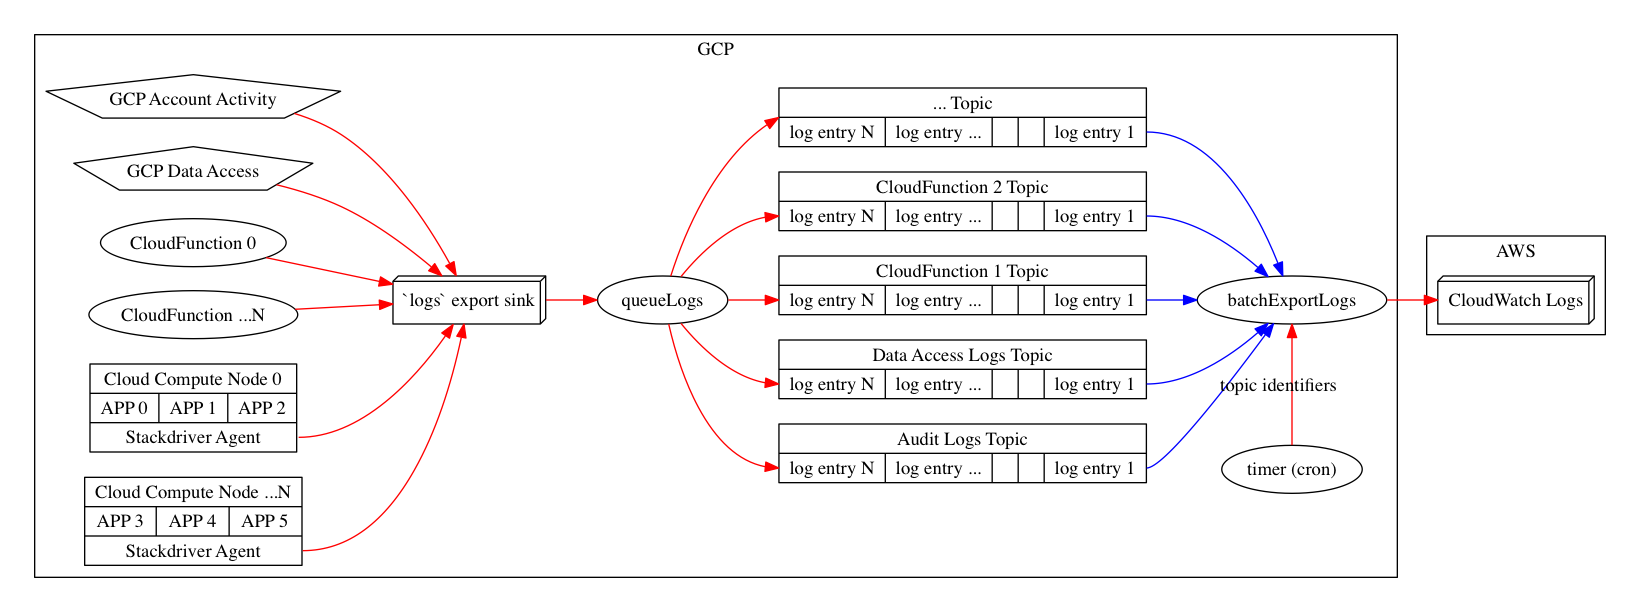 GCP
GCP Account Activity
GCP Data Access
CloudFunction 0
CloudFunction ...N
Cloud Compute Node 0
APP 0 APP 1 APP 2
Stackdriver Agent
Cloud Compute Node ...N
APP 3 APP 4 APP 5
Stackdriver Agent
`logs` export sink
queueLogs
... Topic
log entry N log entry ... log entry 1
CloudFunction 2 Topic
log entry N log entry ... log entry 1
CloudFunction 1 Topic
log entry N log entry ... log entry 1
Data Access Logs Topic
log entry N log entry ... log entry 1
Audit Logs Topic
log entry N log entry ... log entry 1
batchExportLogs
topic identifiers
timer (cron)
AWS
CloudWatch Logs